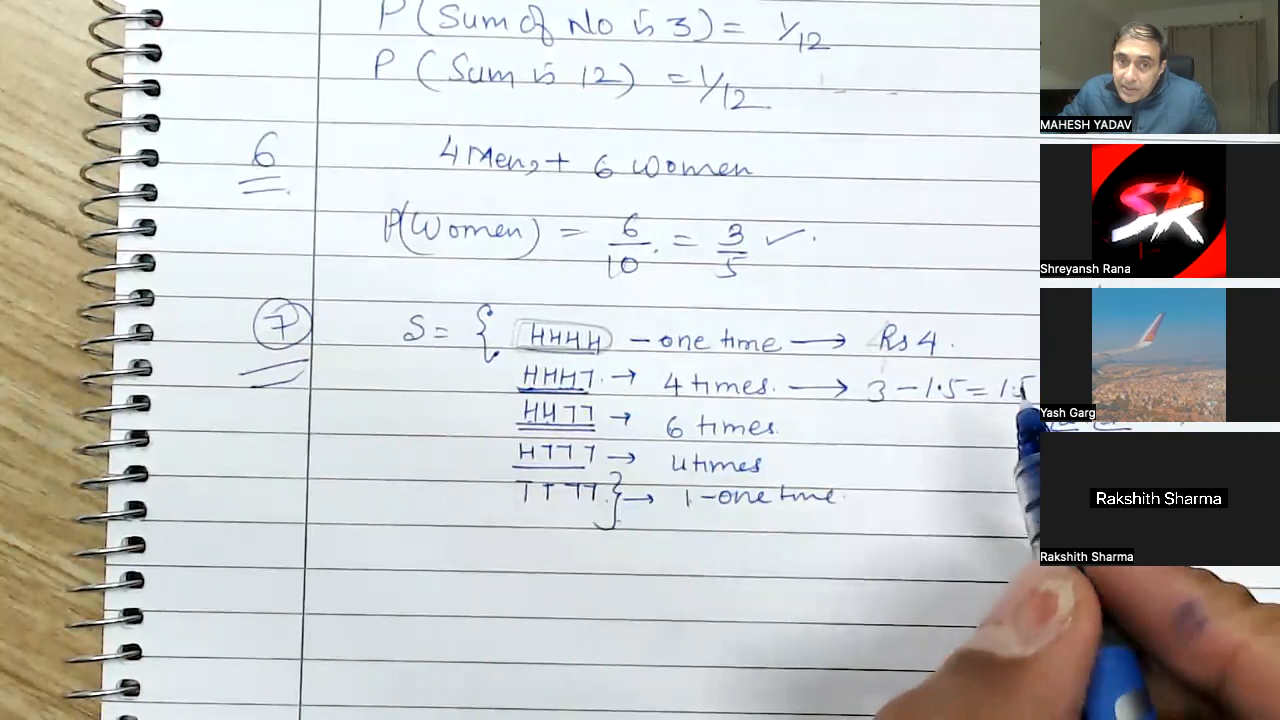 P (Sum of No is 3) = 1/12
P (Sum is 12) = 1/12
6
4 Men, + 6 women
P(Women) = 6/10 = 3/5 ✓.
7
S = { HHHH - one time → Rs 4.
HHHT → 4 times. → 3 - 1.5 = 1.5
HHTT → 6 times.
HTTT → 4 times
TTTT } → 1 - one time.
MAHESH YADAV
SR
Shreyansh Rana
Yash Garg
Rakshith Sharma
Rakshith Sharma